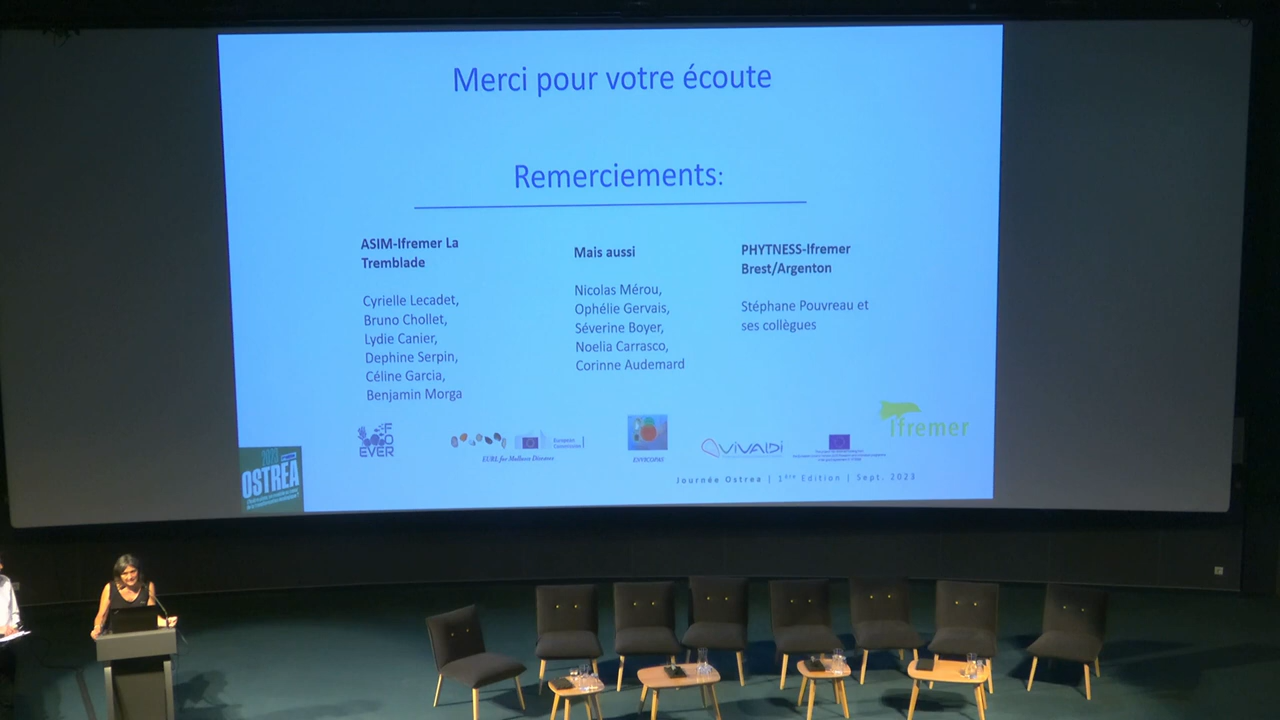 Merci pour votre écoute
Remerciements:
ASIM-Ifremer La
Tremblade
Cyrielle Lecadet,
Bruno Chollet,
Lydie Canier,
Dephine Serpin,
Céline Garcia,
Benjamin Morga
Mais aussi
Nicolas Mérou,
Ophélie Gervais,
Séverine Boyer,
Noelia Carrasco,
Corinne Audemard
PHYTNESS-Ifremer
Brest/Argenton
Stéphane Pouvreau et
ses collègues
EVER
European
Commission
EURL for Mollusc Diseases
VIVALDI
Ifremer
OSTREA
Journée Ostrea | 1ère Edition | Sept. 2023